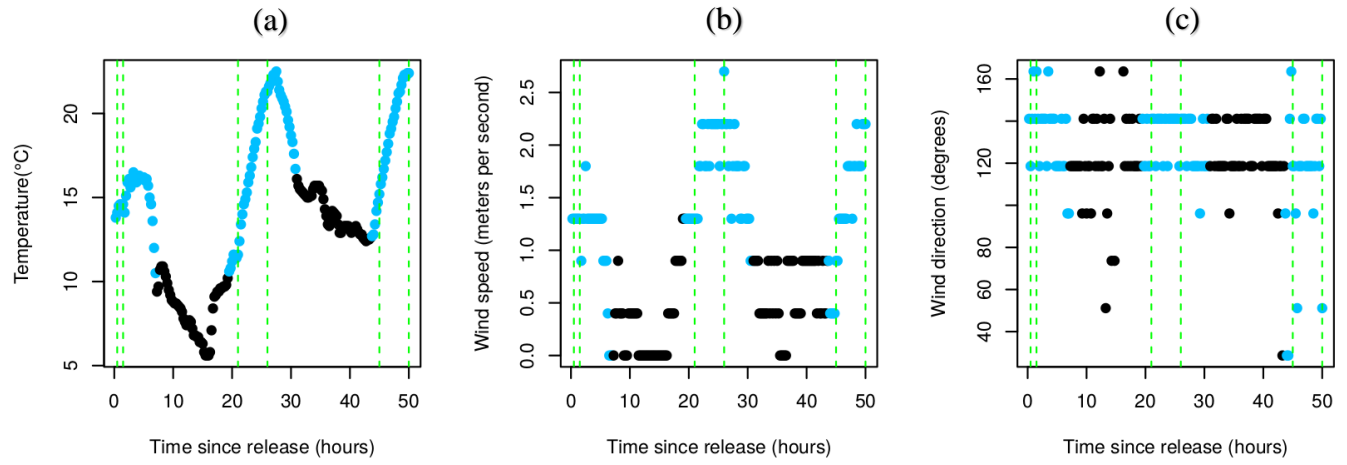 (a)
(b)
(c)
Temperature(°C)
20
15
10
5
0 10 20 30 40 50
Time since release (hours)
Wind speed (meters per second)
2.5
2.0
1.5
1.0
0.5
0.0
0 10 20 30 40 50
Time since release (hours)
Wind direction (degrees)
160
120
80
60
40
0 10 20 30 40 50
Time since release (hours)